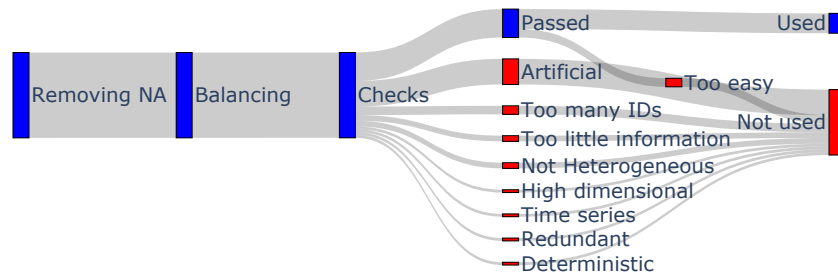 Removing NA
Balancing
Checks
Passed
Used
Artificial
Too easy
Too many IDs
Not used
Too little information
Not Heterogeneous
High dimensional
Time series
Redundant
Deterministic